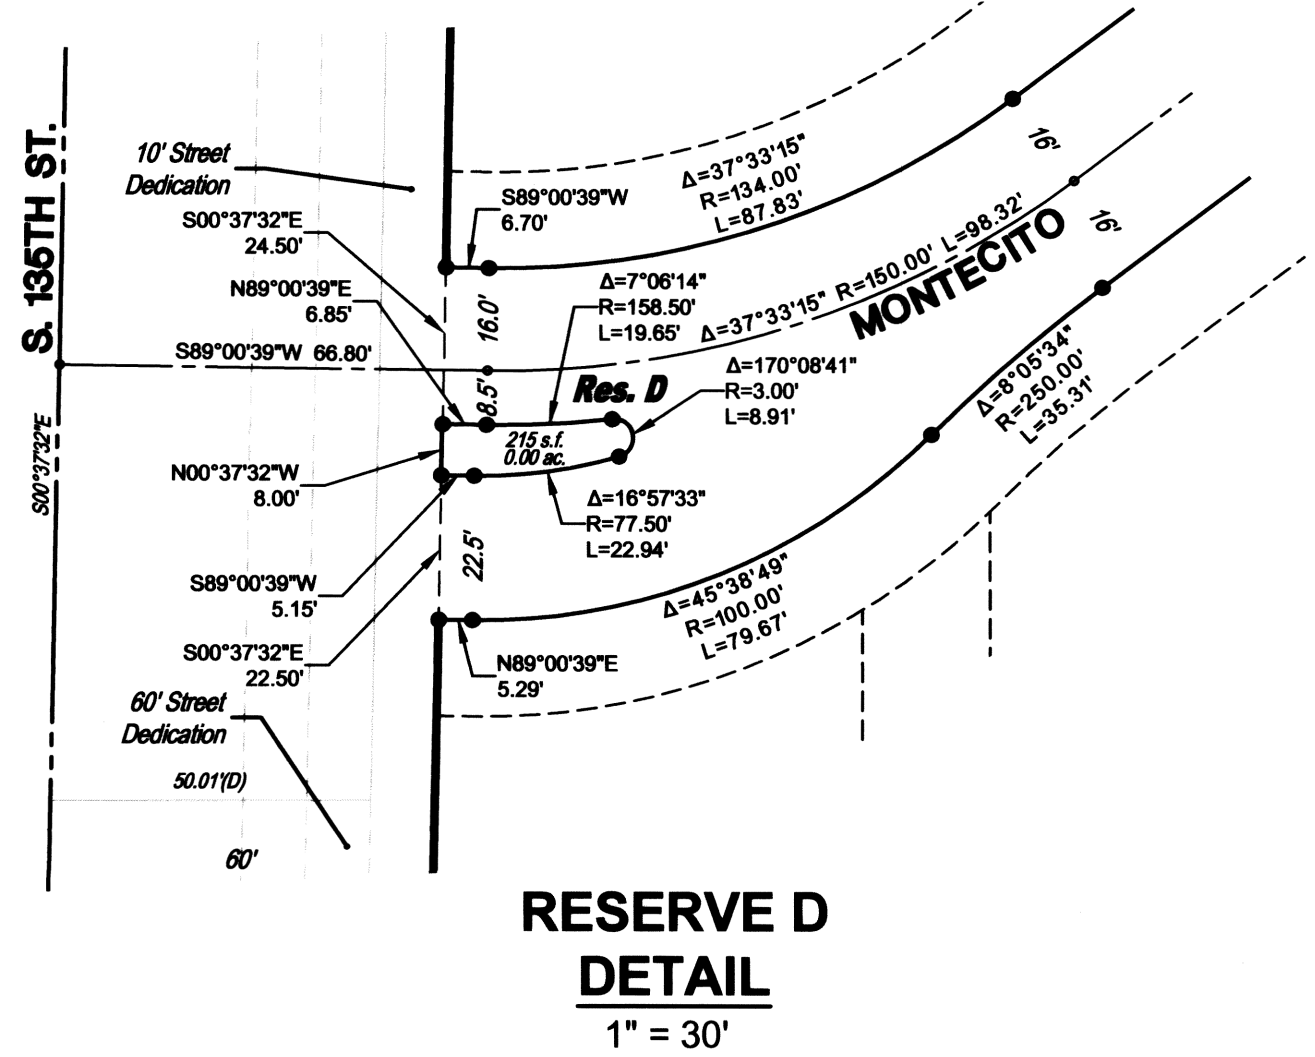 S. 135TH ST.
10' Street
Dedication
S00°37'32"E
24.50'
S89°00'39"W
6.70'
Δ=37°33'15"
R=134.00'
L=87.83'
16'
16'
N89°00'39"E
6.85'
16.0'
Δ=7°06'14"
R=158.50'
L=19.65'
Δ=37°33'15" R=150.00' L=98.32'
MONTECITO
S89°00'39"W 66.80'
8.5'
Res. D
Δ=170°08'41"
R=3.00'
L=8.91'
215 s.f.
0.00 ac.
Δ=8°05'34"
R=250.00'
L=35.31'
S00°37'32"E
N00°37'32"W
8.00'
Δ=16°57'33"
R=77.50'
L=22.94'
22.5'
S89°00'39"W
5.15'
Δ=45°38'49"
R=100.00'
L=79.67'
S00°37'32"E
22.50'
N89°00'39"E
5.29'
60' Street
Dedication
50.01'(D)
60'
RESERVE D
DETAIL
1" = 30'